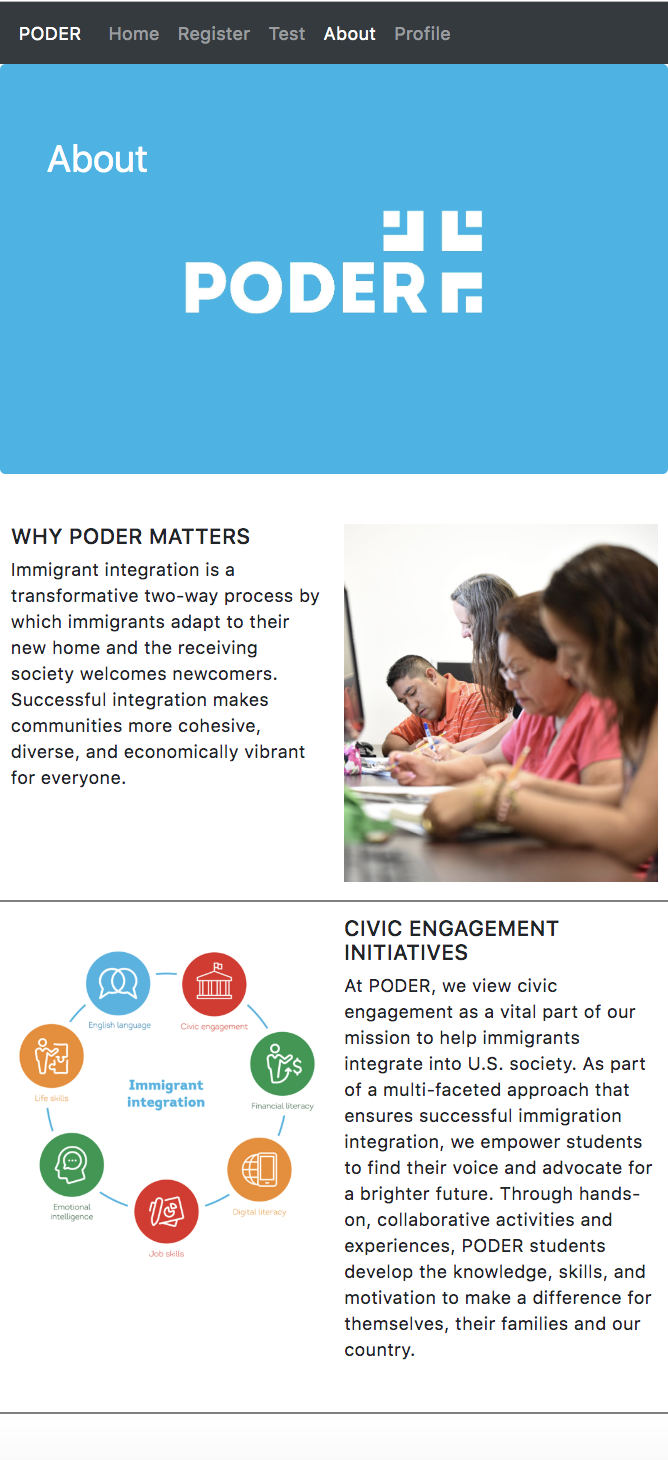 PODER Home Register Test About Profile
About
PODER
WHY PODER MATTERS
Immigrant integration is a
transformative two-way process by
which immigrants adapt to their
new home and the receiving
society welcomes newcomers.
Successful integration makes
communities more cohesive,
diverse, and economically vibrant
for everyone.
English language
Civic engagement
Life skills
Immigrant
integration
Financial literacy
Emotional
intelligence
Digital literacy
Job skills
CIVIC ENGAGEMENT
INITIATIVES
At PODER, we view civic
engagement as a vital part of our
mission to help immigrants
integrate into U.S. society. As part
of a multi-faceted approach that
ensures successful immigration
integration, we empower students
to find their voice and advocate for
a brighter future. Through hands-
on, collaborative activities and
experiences, PODER students
develop the knowledge, skills, and
motivation to make a difference for
themselves, their families and our
country.